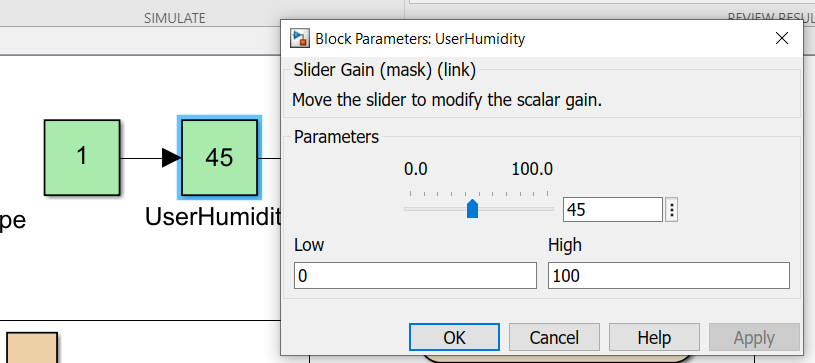 SIMULATE
REVIEW RESUL
Block Parameters: UserHumidity
Slider Gain (mask) (link)
Move the slider to modify the scalar gain.
Parameters
0.0 100.0
45
Low High
0 100
OK Cancel Help Apply
1
45
UserHumidit
pe